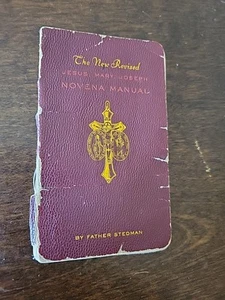 The New Revised
JESUS, MARY, JOSEPH
NOVENA MANUAL
BY FATHER STEDMAN